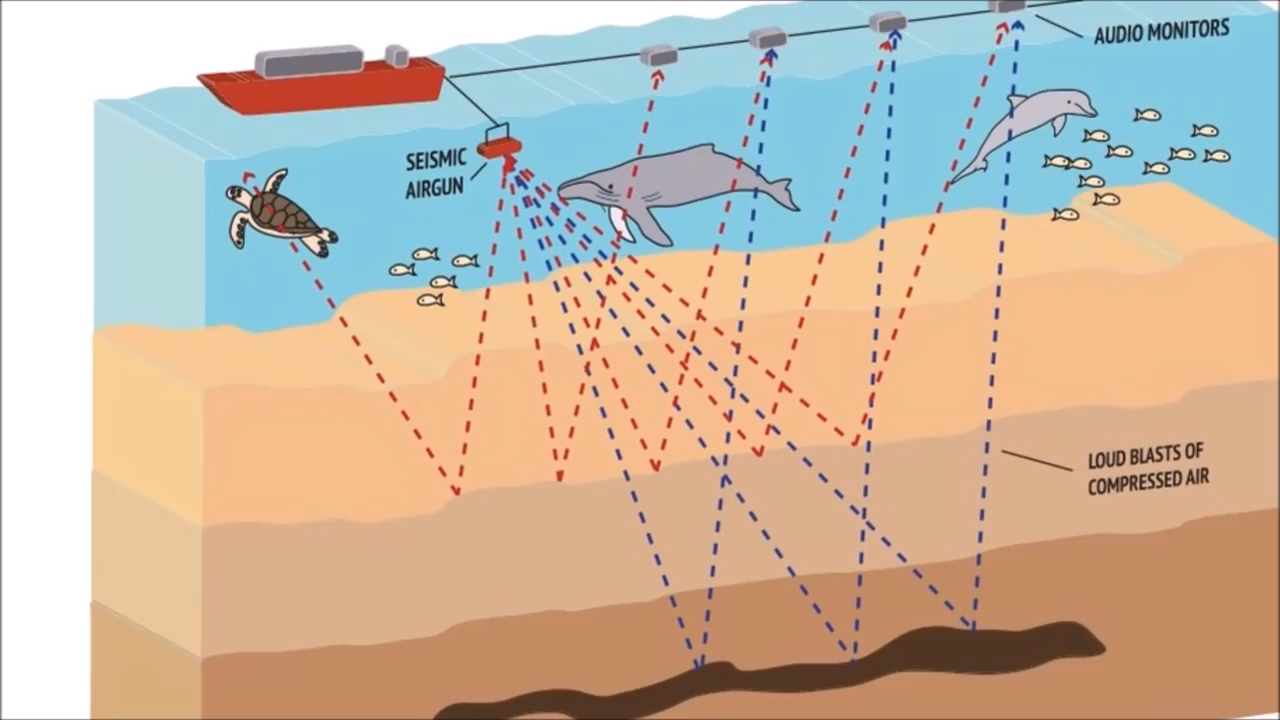 AUDIO MONITORS
SEISMIC
AIRGUN
LOUD BLASTS OF
COMPRESSED AIR